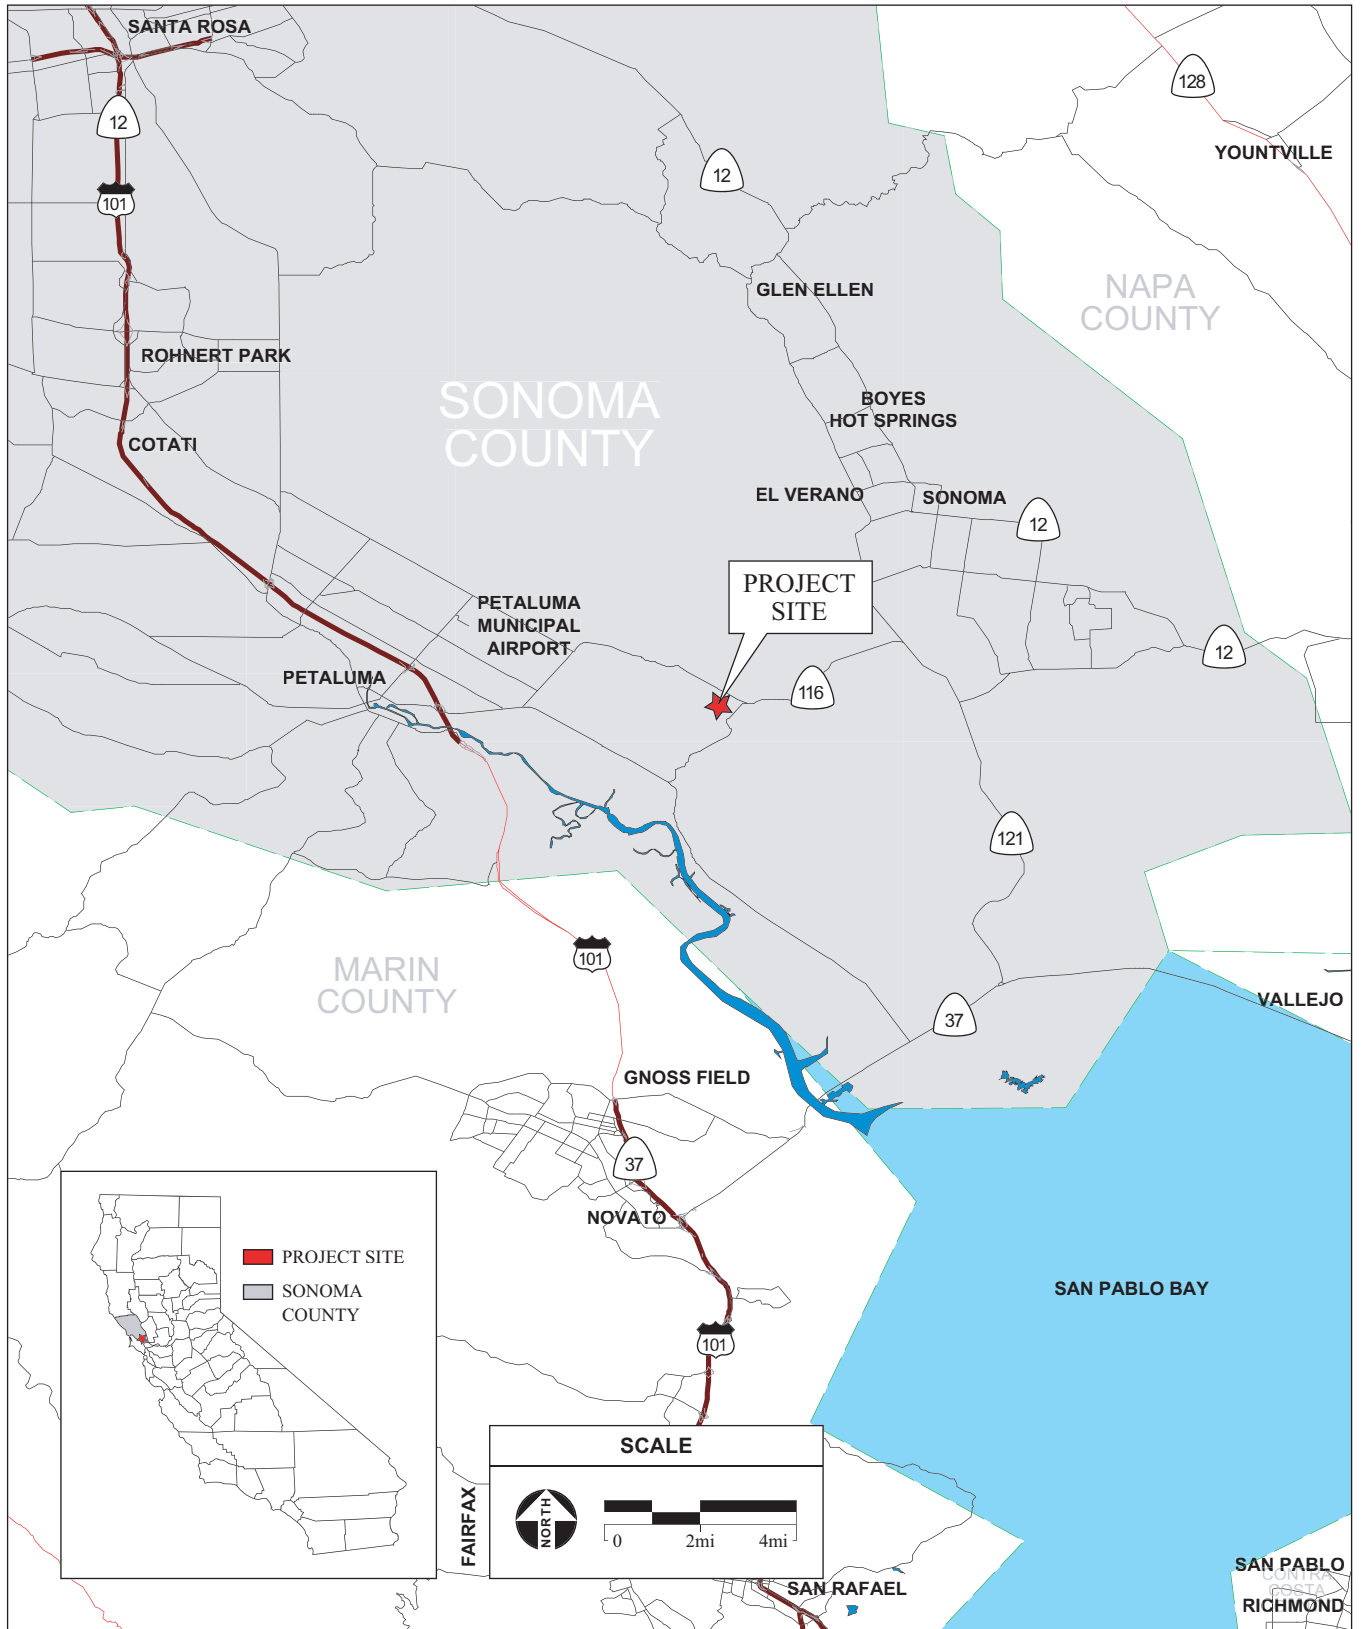 SANTA ROSA
128
12
YOUNTVILLE
12
101
GLEN ELLEN
NAPA
COUNTY
ROHNERT PARK
SONOMA
COUNTY
BOYES
HOT SPRINGS
COTATI
EL VERANO
SONOMA
12
PROJECT
SITE
PETALUMA
MUNICIPAL
AIRPORT
12
PETALUMA
116
121
101
MARIN
COUNTY
VALLEJO
37
GNOSS FIELD
37
NOVATO
PROJECT SITE
SONOMA
COUNTY
SAN PABLO BAY
101
SCALE
NORTH
0 2mi 4mi
FAIRFAX
SAN PABLO
CONTRA
COSTA
SAN RAFAEL
RICHMOND